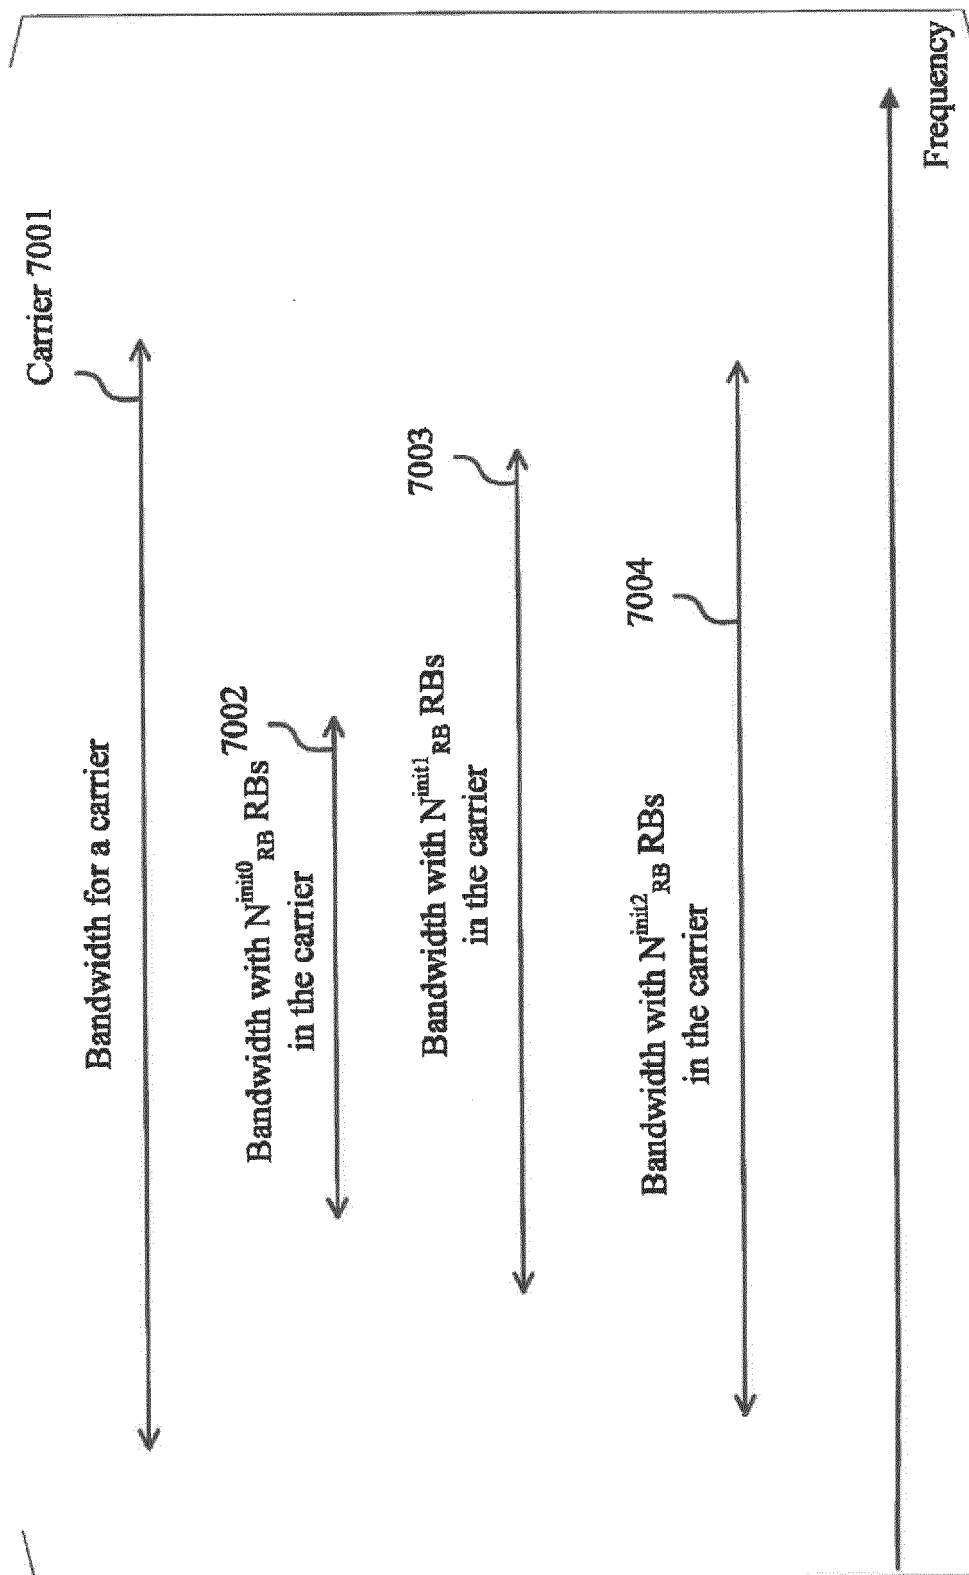 Carrier 7001
Bandwidth for a carrier
7002
Bandwidth with N^init0_RB RBs
in the carrier
7003
Bandwidth with N^init1_RB RBs
in the carrier
7004
Bandwidth with N^init2_RB RBs
in the carrier
Frequency